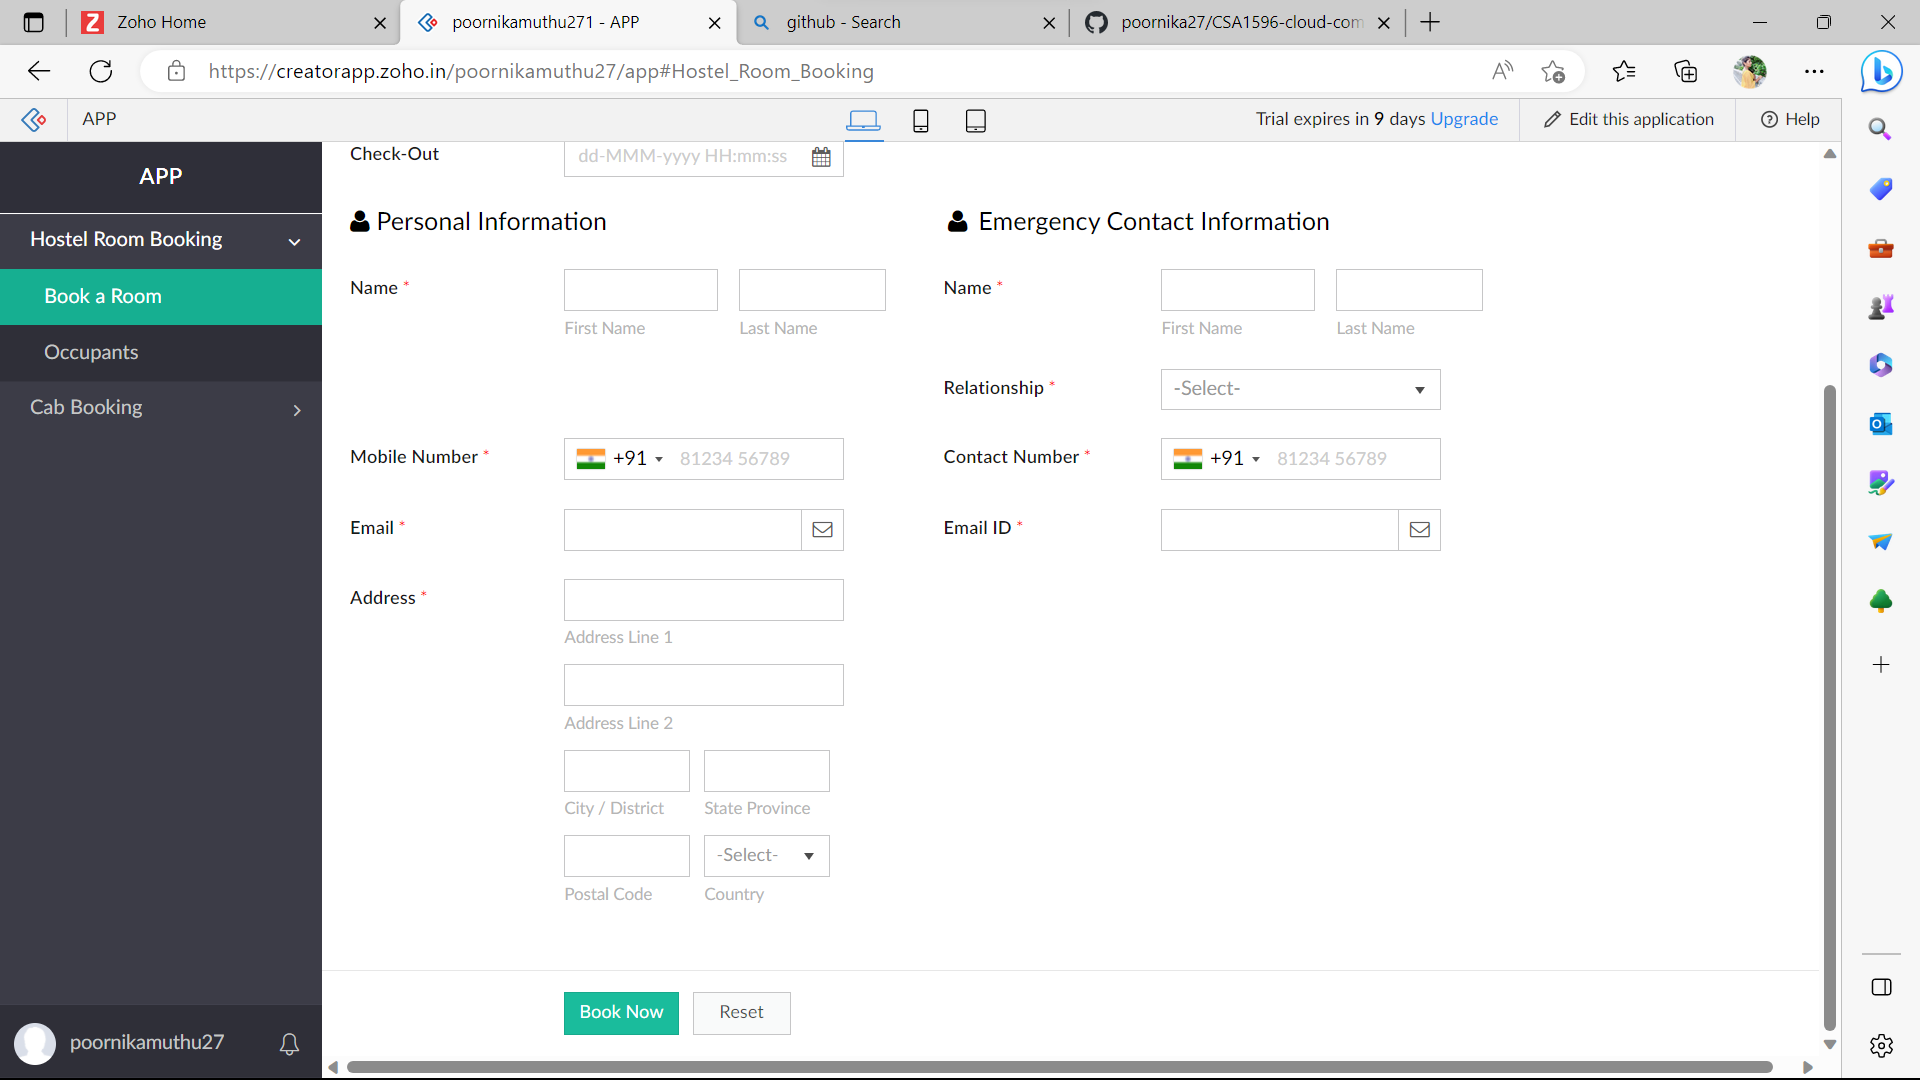 Zoho Home
poornikamuthu271 - APP
github - Search
poornika27/CSA1596-cloud-com
https://creatorapp.zoho.in/poornikamuthu27/app#Hostel_Room_Booking
APP
Trial expires in 9 days Upgrade
Edit this application
Help
APP
Hostel Room Booking
Book a Room
Occupants
Cab Booking
poornikamuthu27
Check-Out
dd-MMM-yyyy HH:mm:ss
Personal Information
Name *
First Name
Last Name
Mobile Number *
+91
81234 56789
Email *
Address *
Address Line 1
Address Line 2
City / District
State Province
-Select-
Postal Code
Country
Emergency Contact Information
Name *
First Name
Last Name
Relationship *
-Select-
Contact Number *
+91
81234 56789
Email ID *
Book Now
Reset